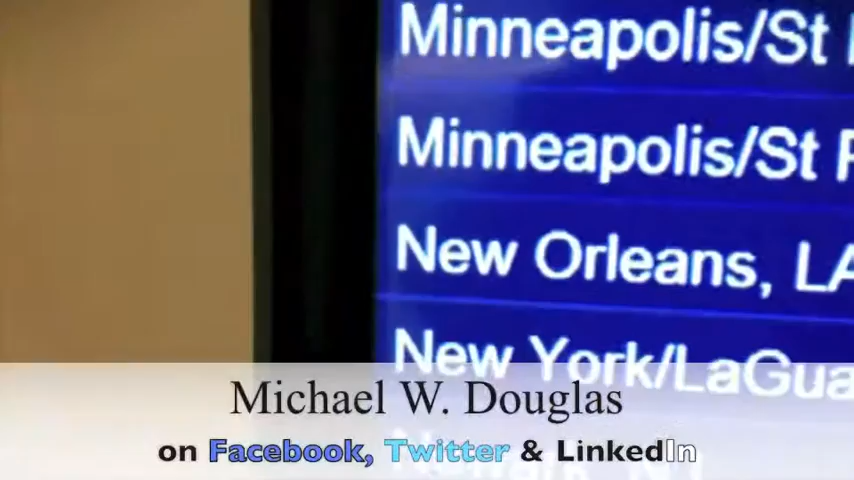 Minneapolis/St
Minneapolis/St P
New Orleans, LA
New York/LaGua
Michael W. Douglas
on Facebook, Twitter & LinkedIn